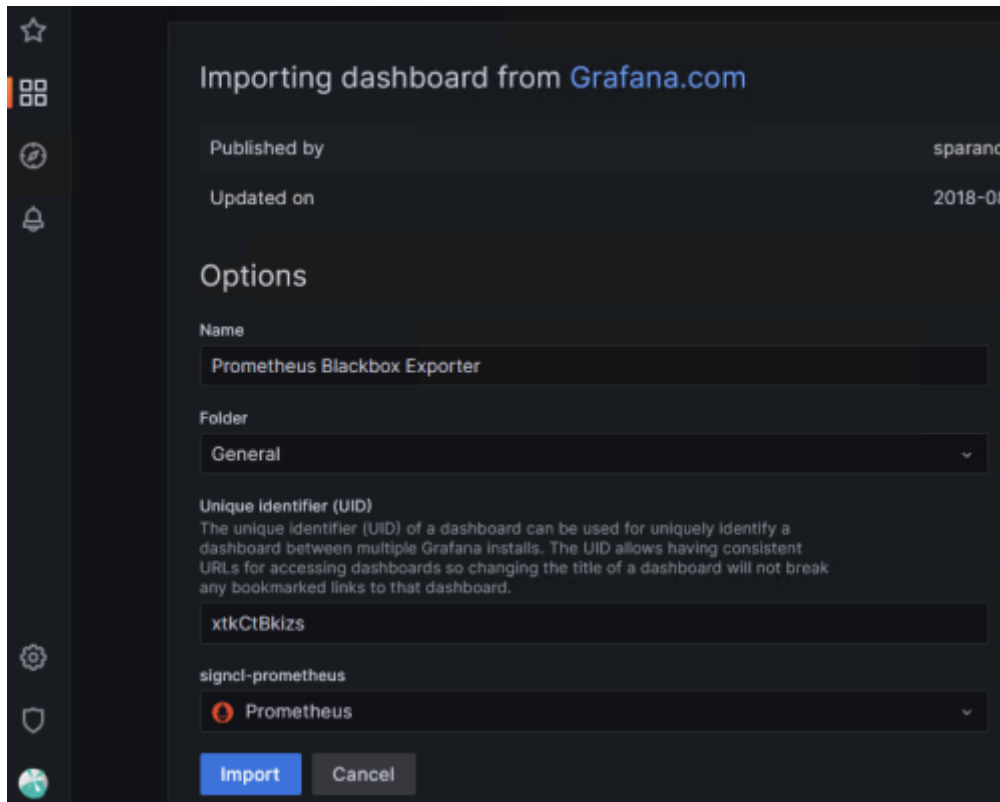 Importing dashboard from Grafana.com
Published by
sparanc
Updated on
2018-08
Options
Name
Prometheus Blackbox Exporter
Folder
General
Unique identifier (UID)
The unique identifier (UID) of a dashboard can be used for uniquely identify a
dashboard between multiple Grafana installs. The UID allows having consistent
URLs for accessing dashboards so changing the title of a dashboard will not break
any bookmarked links to that dashboard.
xtkCtBkizs
signcl-prometheus
Prometheus
Import Cancel